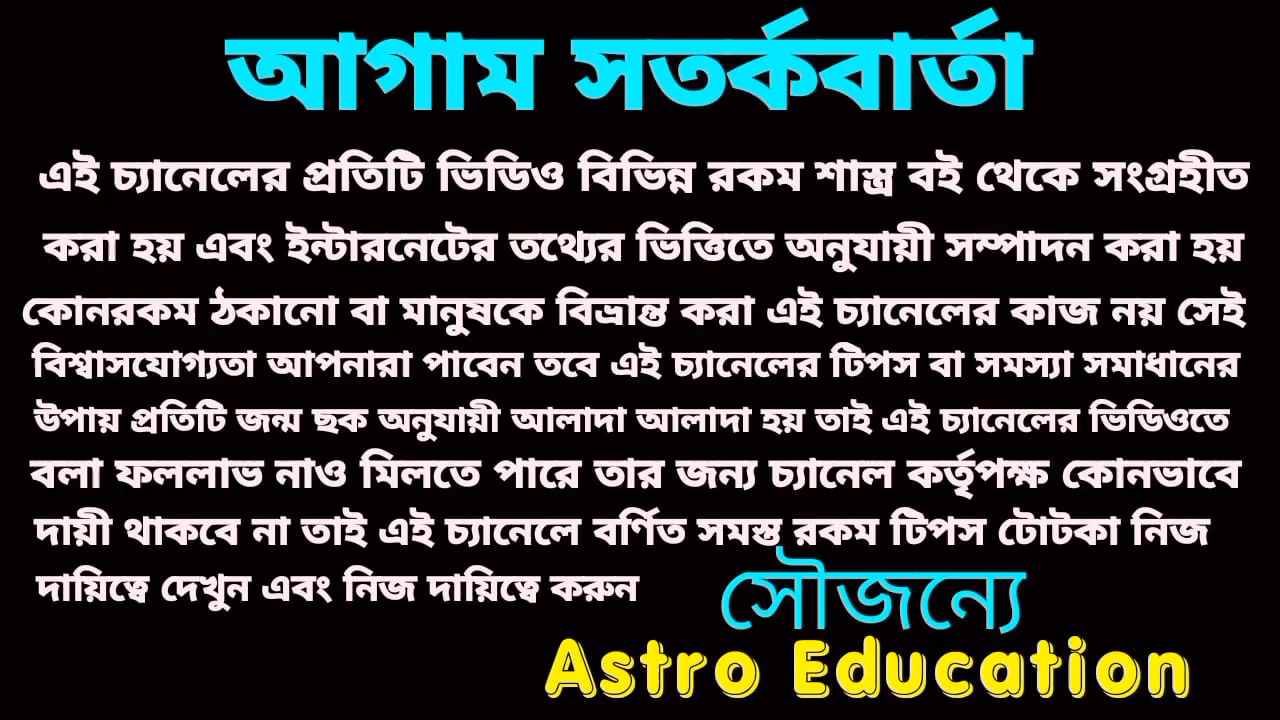 আগাম সতর্কবার্তা
এই চ্যানেলের প্রতিটি ভিডিও বিভিন্ন রকম শাস্ত্র বই থেকে সংগ্রহীত
করা হয় এবং ইন্টারনেটের তথ্যের ভিত্তিতে অনুযায়ী সম্পাদন করা হয়
কোনরকম ঠকানো বা মানুষকে বিভ্রান্ত করা এই চ্যানেলের কাজ নয় সেই
বিশ্বাসযোগ্যতা আপনারা পাবেন তবে এই চ্যানেলের টিপস বা সমস্যা সমাধানের
উপায় প্রতিটি জন্ম ছক অনুযায়ী আলাদা আলাদা হয় তাই এই চ্যানেলের ভিডিওতে
বলা ফললাভ নাও মিলতে পারে তার জন্য চ্যানেল কর্তৃপক্ষ কোনভাবে
দায়ী থাকবে না তাই এই চ্যানেলে বর্ণিত সমস্ত রকম টিপস টোটকা নিজ
দায়িত্বে দেখুন এবং নিজ দায়িত্বে করুন
সৌজন্যে
Astro Education